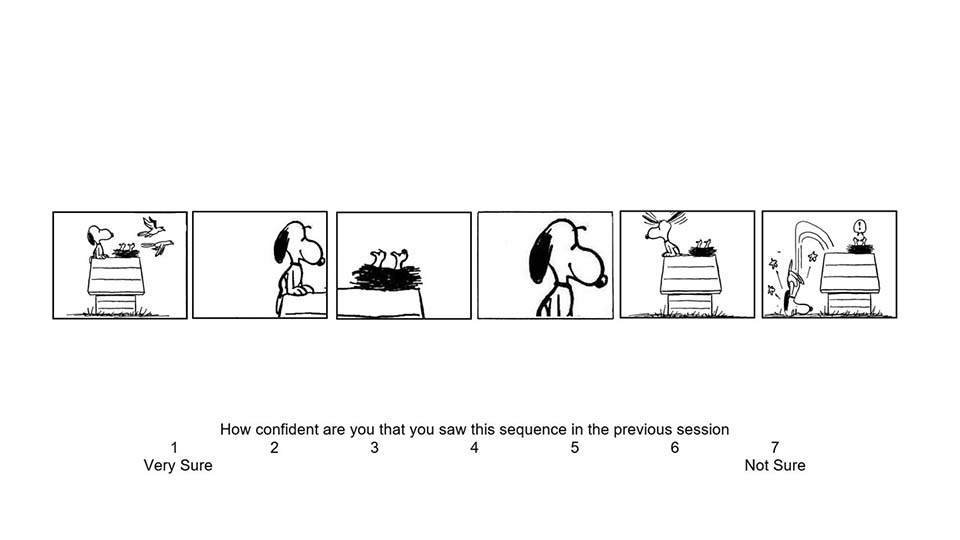 !
How confident are you that you saw this sequence in the previous session
1 2 3 4 5 6 7
Very Sure Not Sure